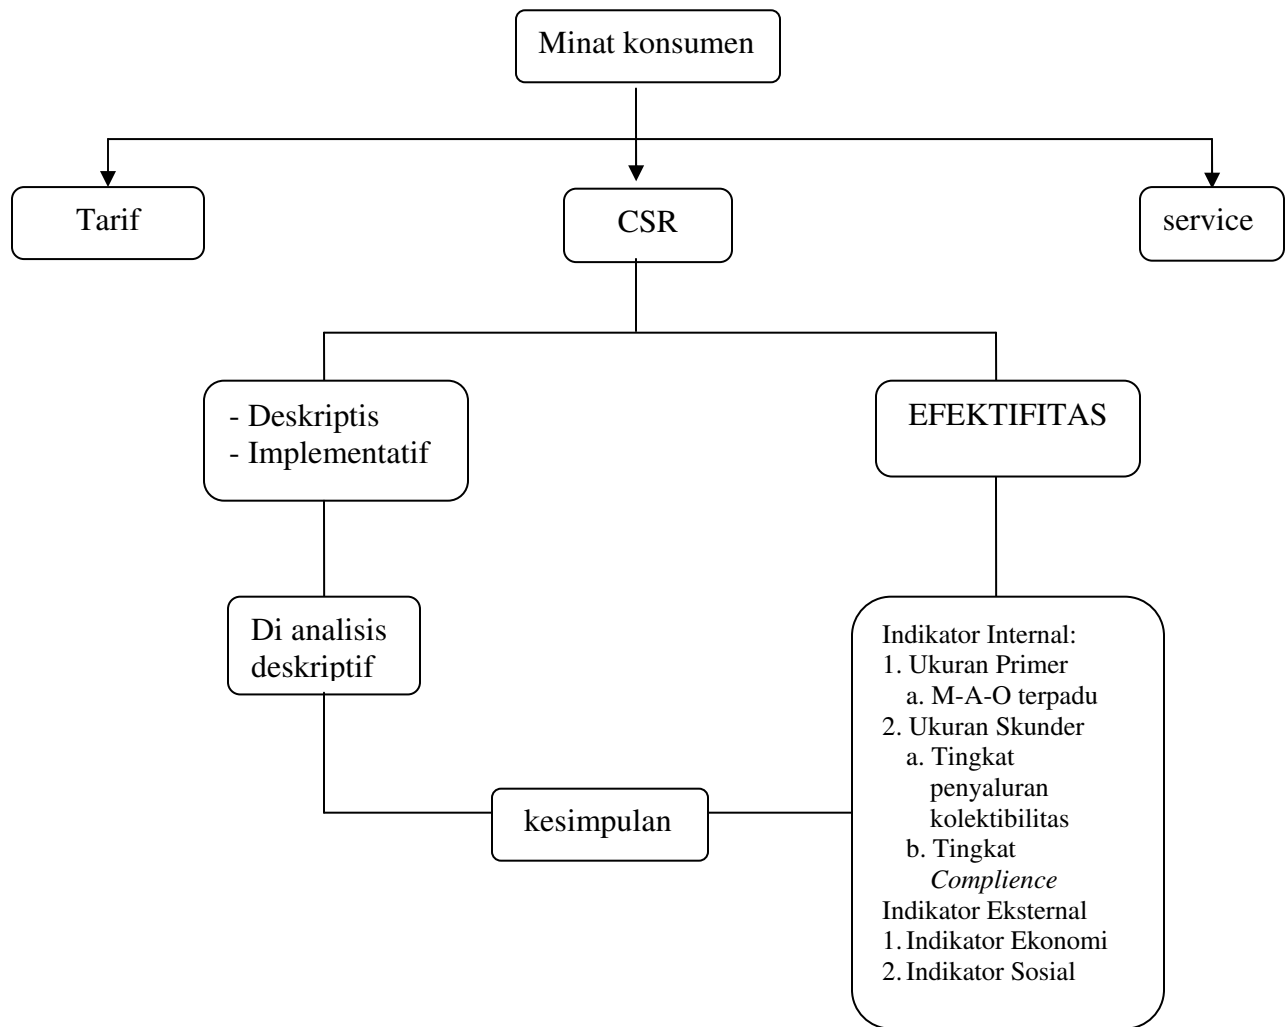 Minat konsumen
Tarif
CSR
service
- Deskriptis
- Implementatif
EFEKTIFITAS
Di analisis
deskriptif
Indikator Internal:
1. Ukuran Primer
a. M-A-O terpadu
2. Ukuran Skunder
a. Tingkat
penyaluran
kolektibilitas
b. Tingkat
Complience
Indikator Eksternal
1. Indikator Ekonomi
2. Indikator Sosial
kesimpulan